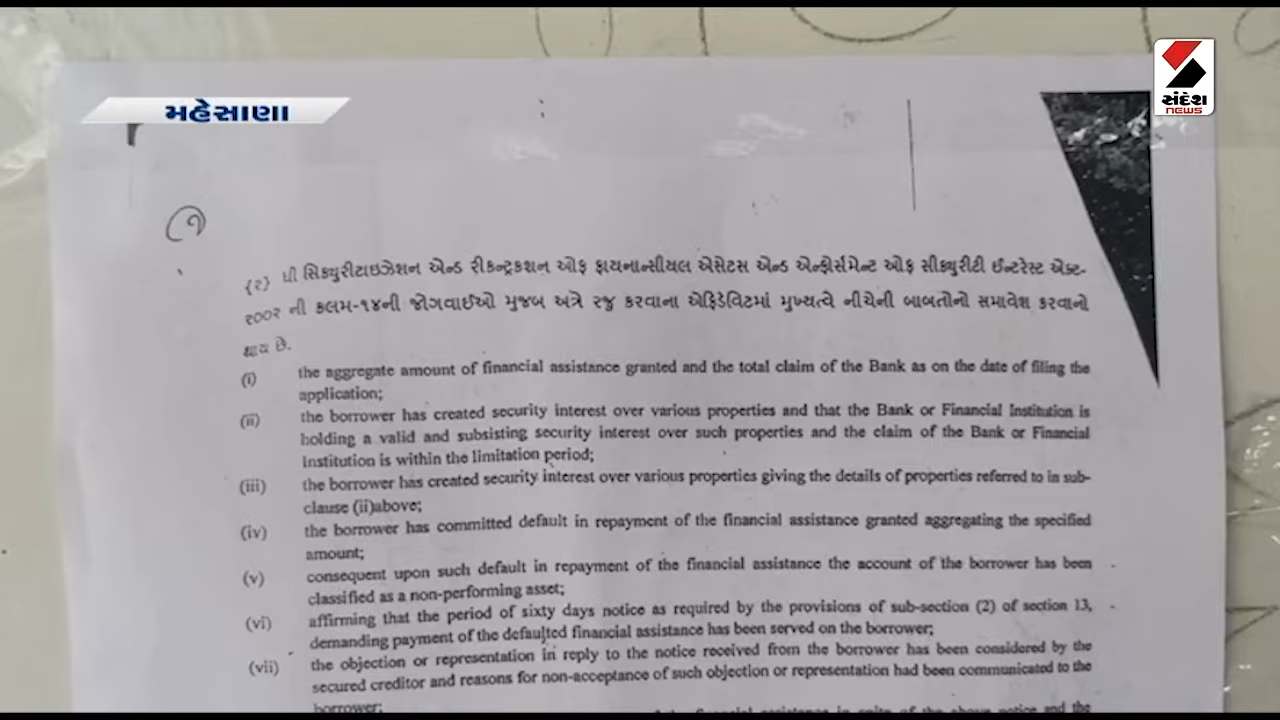 મહેસાણા
સંદેશ
NEWS
{૨} ધી સિક્યુરીટાઇઝેશન એન્ડ રીકન્ટ્રકશન ઓફ ફાયનાન્સીયલ એસેટસ એન્ડ એન્ફોર્સમેન્ટ ઓફ સીક્યુરીટી ઈન્ટરેસ્ટ એક્ટ-
૨૦૦૨ ની કલમ-૧૪ની જોગવાઈઓ મુજબ અત્રે રજુ કરવાના એફિડેવિટમાં મુખ્યત્વે નીચેની બાબતોનો સમાવેશ કરવાનો
થાય છે.
(i) the aggregate amount of financial assistance granted and the total claim of the Bank as on the date of filing the
application;
(ii) the borrower has created security interest over various properties and that the Bank or Financial Institution is
holding a valid and subsisting security interest over such properties and the claim of the Bank or Financial
Institution is within the limitation period;
(iii) the borrower has created security interest over various properties giving the details of properties referred to in sub-
clause (ii)above;
(iv) the borrower has committed default in repayment of the financial assistance granted aggregating the specified
amount;
(v) consequent upon such default in repayment of the financial assistance the account of the borrower has been
classified as a non-performing asset;
(vi) affirming that the period of sixty days notice as required by the provisions of sub-section (2) of section 13,
demanding payment of the defaulted financial assistance has been served on the borrower;
(vii) the objection or representation in reply to the notice received from the borrower has been considered by the
secured creditor and reasons for non-acceptance of such objection or representation had been communicated to the
borrower;